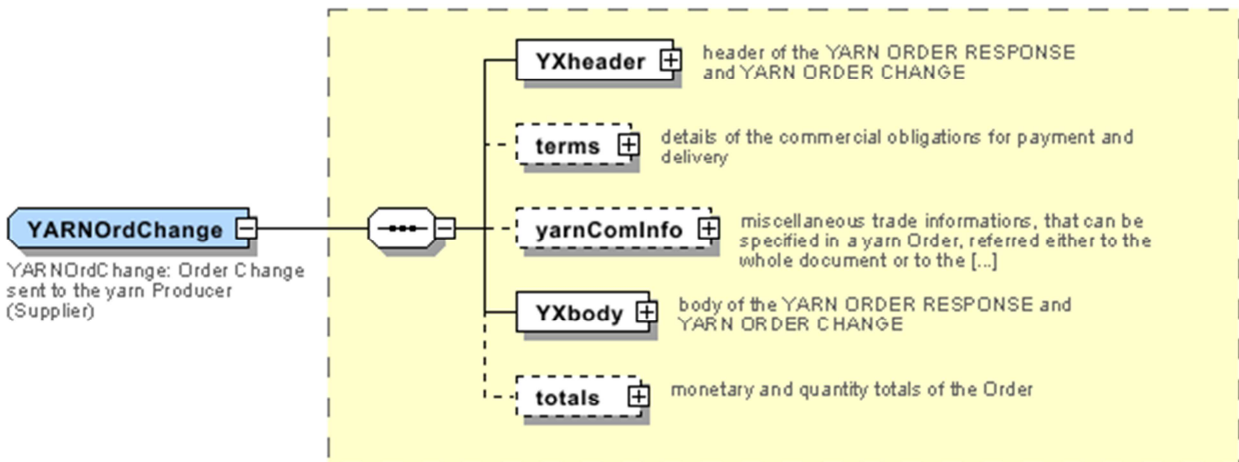 YXheader
header of the YARN ORDER RESPONSE
and YARN ORDER CHANGE
terms
details of the commercial obligations for payment and
delivery
YARNOrdChange
YARNOrdChange: Order Change
sent to the yarn Producer
(Supplier)
yarnComInfo
miscellaneous trade informations, that can be
specified in a yarn Order, referred either to the
whole document or to the [...]
YXbody
body of the YARN ORDER RESPONSE and
YARN ORDER CHANGE
totals
monetary and quantity totals of the Order